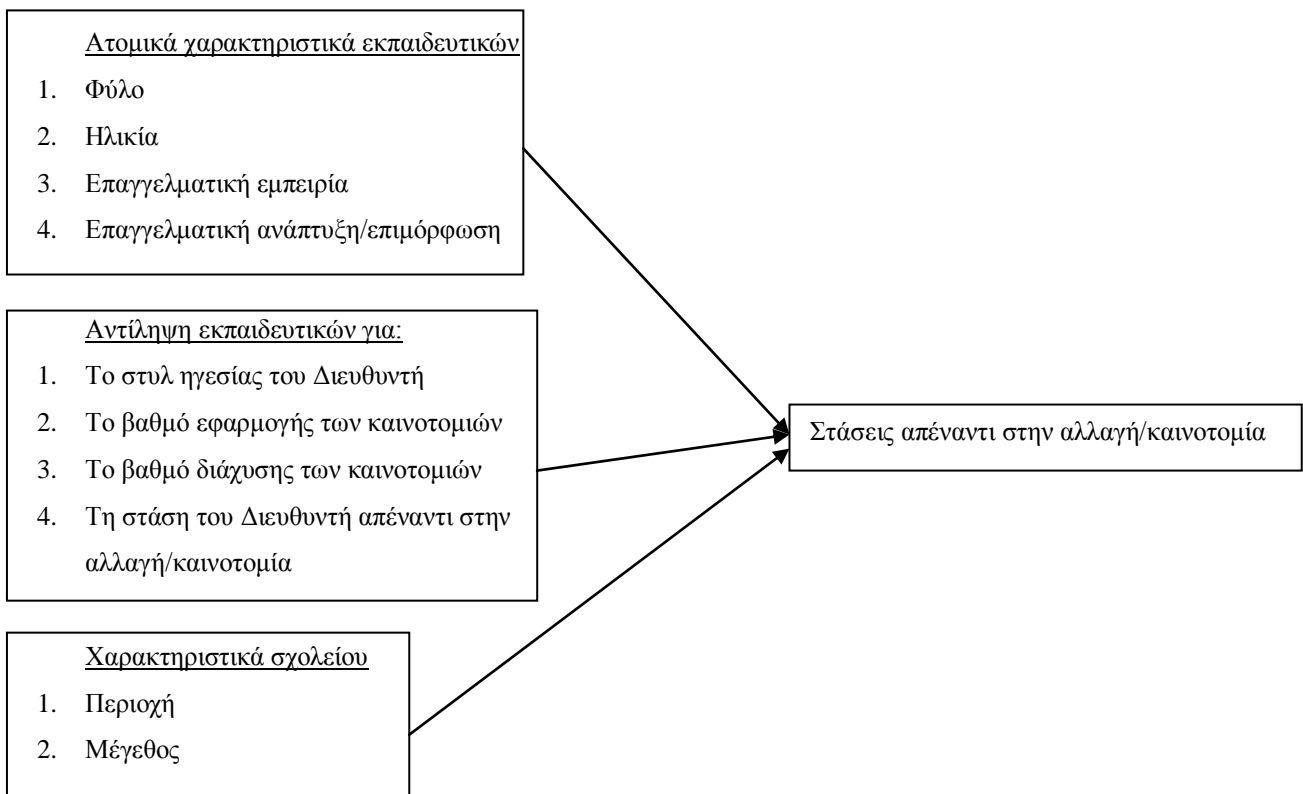 Ατομικά χαρακτηριστικά εκπαιδευτικών
1. Φύλο
2. Ηλικία
3. Επαγγελματική εμπειρία
4. Επαγγελματική ανάπτυξη/επιμόρφωση
Αντίληψη εκπαιδευτικών για:
1. Το στυλ ηγεσίας του Διευθυντή
2. Το βαθμό εφαρμογής των καινοτομιών
3. Το βαθμό διάχυσης των καινοτομιών
4. Τη στάση του Διευθυντή απέναντι στην
αλλαγή/καινοτομία
Στάσεις απέναντι στην αλλαγή/καινοτομία
Χαρακτηριστικά σχολείου
1. Περιοχή
2. Μέγεθος